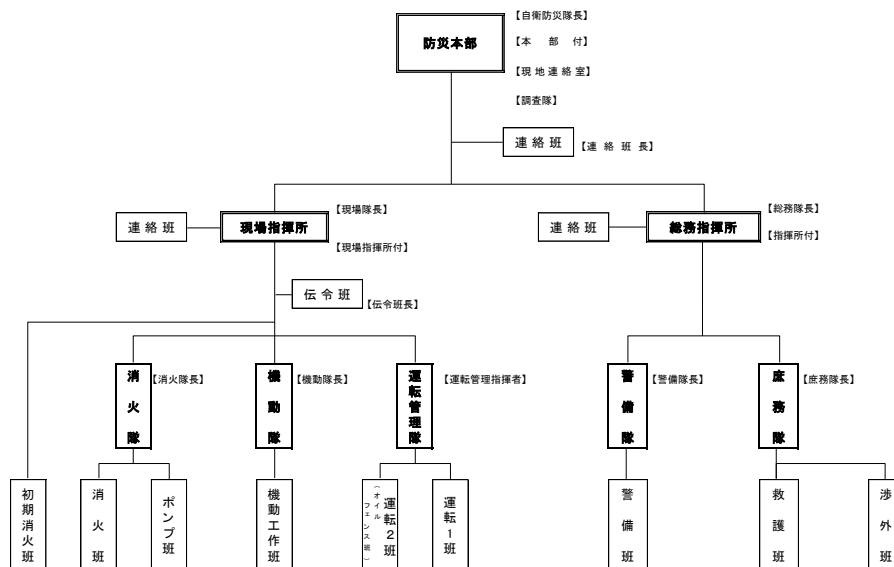 防災本部
【自衛防災隊長】
【本　部　付】
【現地連絡室】
【調査隊】
連絡班
【連絡班長】
連絡班
現場指揮所
【現場隊長】
【現場指揮所付】
連絡班
総務指揮所
【総務隊長】
【指揮所付】
伝令班
【伝令班長】
消火隊
【消火隊長】
機動隊
【機動隊長】
運転管理隊
【運転管理指揮者】
警備隊
【警備隊長】
庶務隊
【庶務隊長】
初期消火班
消火班
ポンプ班
機動工作班
運転2班
（オイルフェンス班）
運転1班
警備班
救護班
渉外班